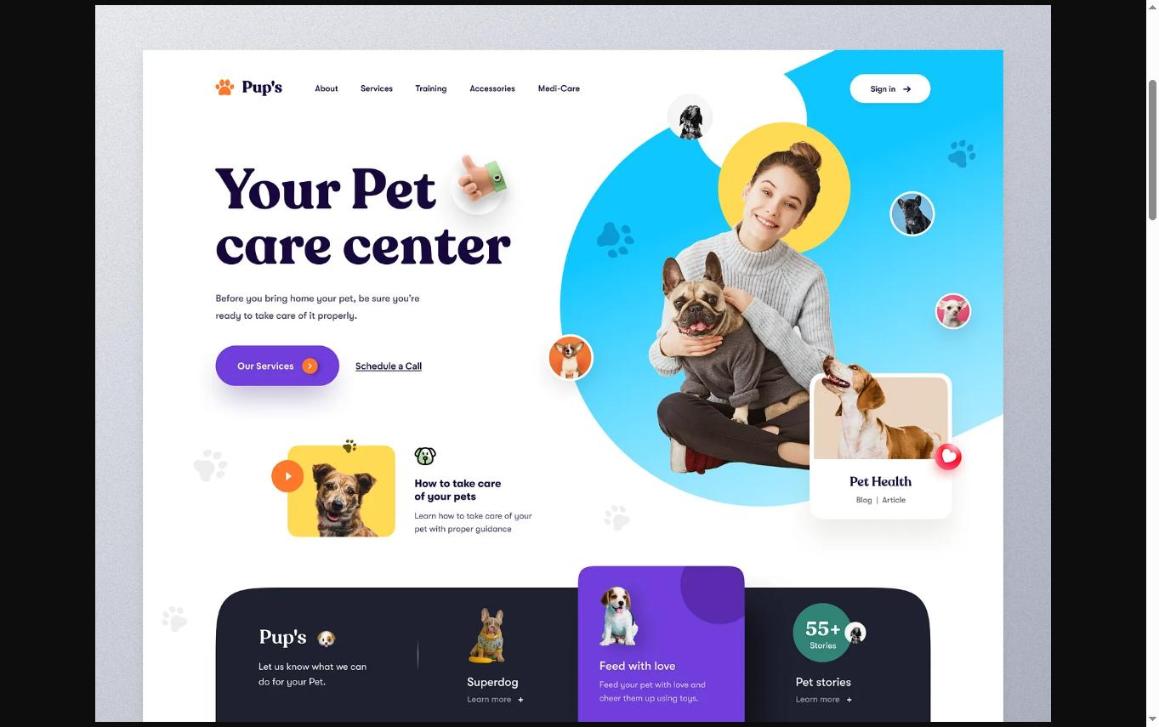 Pup's
About
Services
Training
Accessories
Medi-Care
Sign in
Your Pet
care center
Before you bring home your pet, be sure you're
ready to take care of it properly.
Our Services
Schedule a Call
How to take care
of your pets
Learn how to take care of your
pet with proper guidance
Pet Health
Blog | Article
Pup's
Let us know what we can
do for your Pet.
Superdog
Learn more +
Feed with love
Feed your pet with love and
cheer them up using toys.
55+
Stories
Pet stories
Learn more +